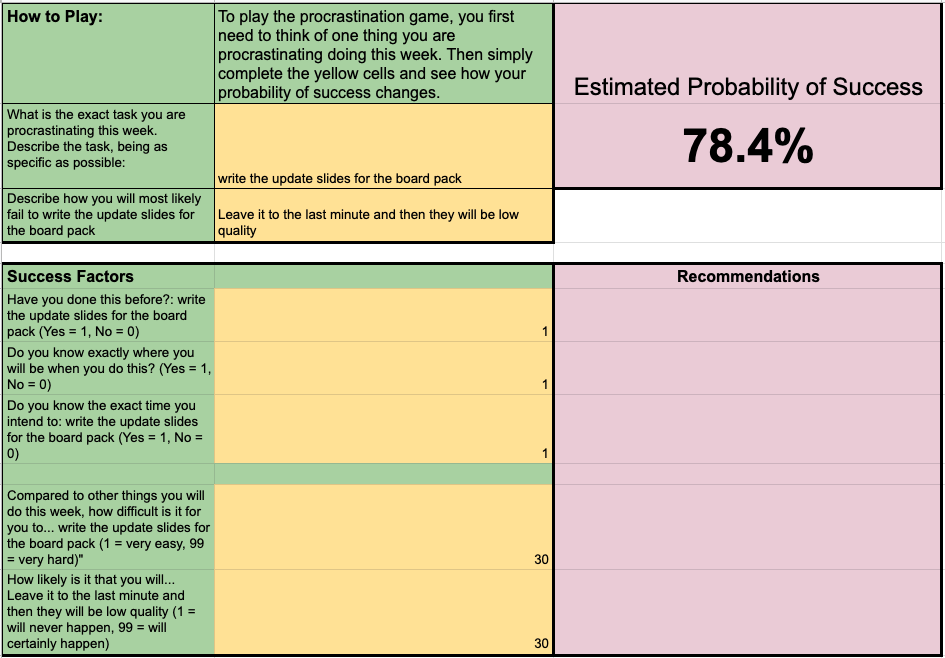 How to Play:
To play the procrastination game, you first
need to think of one thing you are
procrastinating doing this week. Then simply
complete the yellow cells and see how your
probability of success changes.
Estimated Probability of Success
What is the exact task you are
procrastinating this week.
Describe the task, being as
specific as possible:
write the update slides for the board pack
78.4%
Describe how you will most likely
fail to write the update slides for
the board pack
Leave it to the last minute and then they will be low
quality
Success Factors
Recommendations
Have you done this before?: write
the update slides for the board
pack (Yes = 1, No = 0)
1
Do you know exactly where you
will be when you do this? (Yes = 1,
No = 0)
1
Do you know the exact time you
intend to: write the update slides
for the board pack (Yes = 1, No =
0)
1
Compared to other things you will
do this week, how difficult is it for
you to... write the update slides for
the board pack (1 = very easy, 99
= very hard)"
30
How likely is it that you will...
Leave it to the last minute and
then they will be low quality (1 =
will never happen, 99 = will
certainly happen)
30